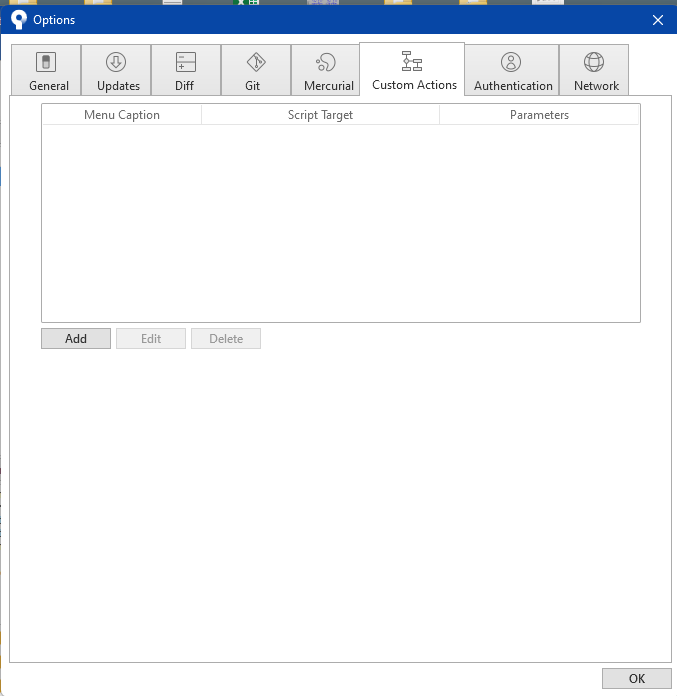 Options
General
Updates
Diff
Git
Mercurial
Custom Actions
Authentication
Network
Menu Caption
Script Target
Parameters
Add
Edit
Delete
OK